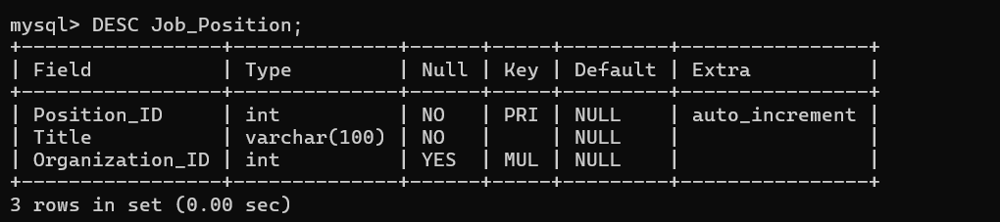 mysql> DESC Job_Position;
+-----------------+--------------+------+-----+---------+----------------+
| Field           | Type         | Null | Key | Default | Extra          |
+-----------------+--------------+------+-----+---------+----------------+
| Position_ID     | int          | NO   | PRI | NULL    | auto_increment |
| Title           | varchar(100) | NO   |     | NULL    |                |
| Organization_ID | int          | YES  | MUL | NULL    |                |
+-----------------+--------------+------+-----+---------+----------------+
3 rows in set (0.00 sec)